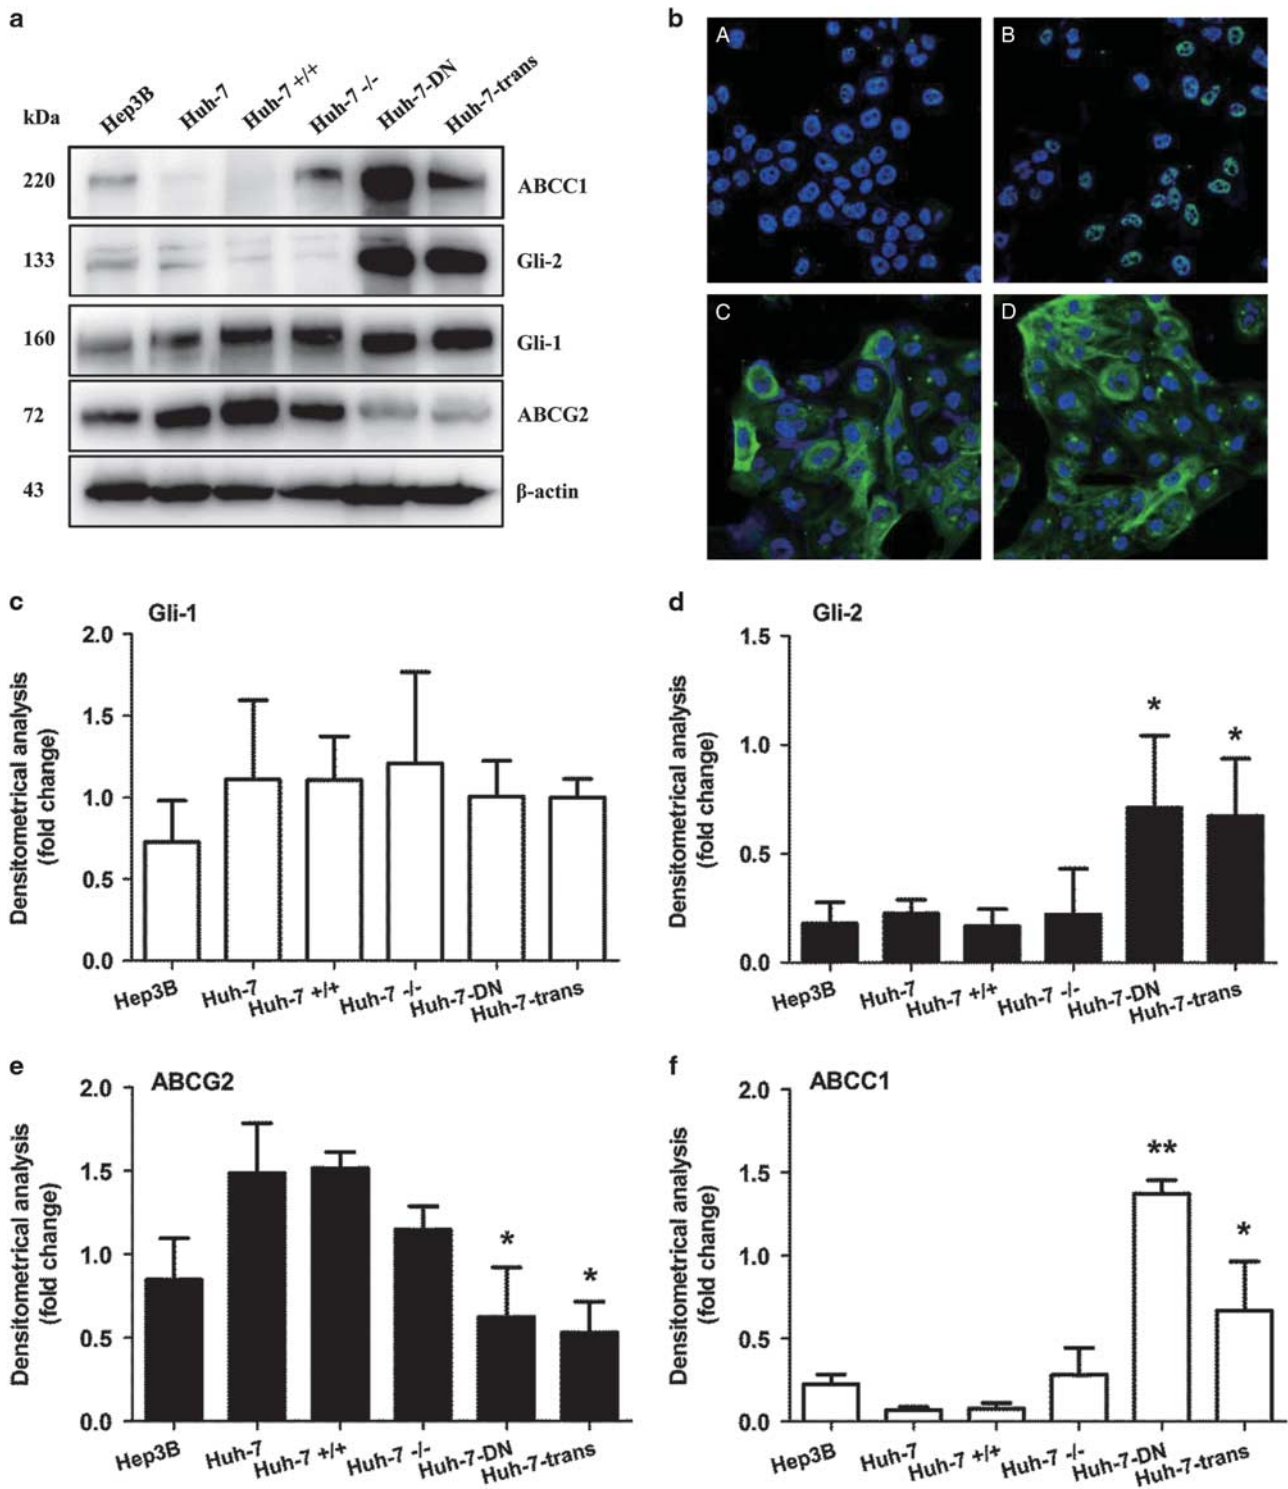 a
kDa
Hep3B
Huh-7
Huh-7 +/+
Huh-7 -/-
Huh-7-DN
Huh-7-trans
220
ABCC1
133
Gli-2
160
Gli-1
72
ABCG2
43
β-actin
b
A
B
C
D
c
Gli-1
Densitometrical analysis
(fold change)
2.0
1.5
1.0
0.5
0.0
Hep3B
Huh-7
Huh-7 +/+
Huh-7 -/-
Huh-7-DN
Huh-7-trans
d
Gli-2
Densitometrical analysis
(fold change)
1.5
1.0
0.5
0.0
*
*
Hep3B
Huh-7
Huh-7 +/+
Huh-7 -/-
Huh-7-DN
Huh-7-trans
e
ABCG2
Densitometrical analysis
(fold change)
2.0
1.5
1.0
0.5
0.0
*
*
Hep3B
Huh-7
Huh-7 +/+
Huh-7 -/-
Huh-7-DN
Huh-7-trans
f
ABCC1
Densitometrical analysis
(fold change)
2.0
1.5
1.0
0.5
0.0
**
*
Hep3B
Huh-7
Huh-7 +/+
Huh-7 -/-
Huh-7-DN
Huh-7-trans